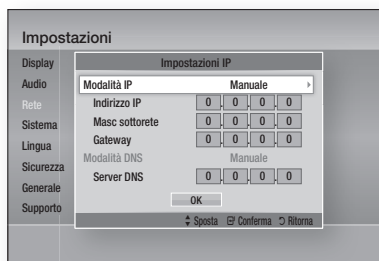 Impostazioni
Display
Audio
Rete
Sistema
Lingua
Sicurezza
Generale
Supporto
Impostazioni IP
Modalità IP Manuale
Indirizzo IP 0 . 0 . 0 . 0
Masc sottorete 0 . 0 . 0 . 0
Gateway 0 . 0 . 0 . 0
Modalità DNS Manuale
Server DNS 0 . 0 . 0 . 0
OK
Sposta Conferma Ritorna